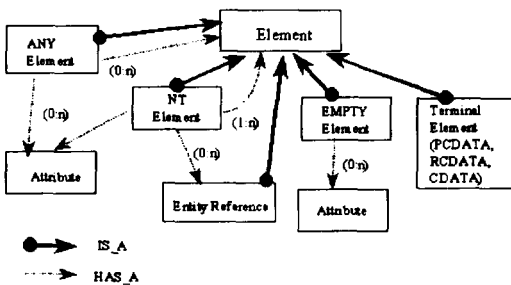 ANY
Element
Element
(0:n)
(0:n)
NT
Element
(1:n)
EMPTY
Element
Terminal
Element
(PCDATA,
RCDATA,
CDATA)
(0:n)
(0:n)
Attribute
Entity Reference
Attribute
IS_A
HAS_A